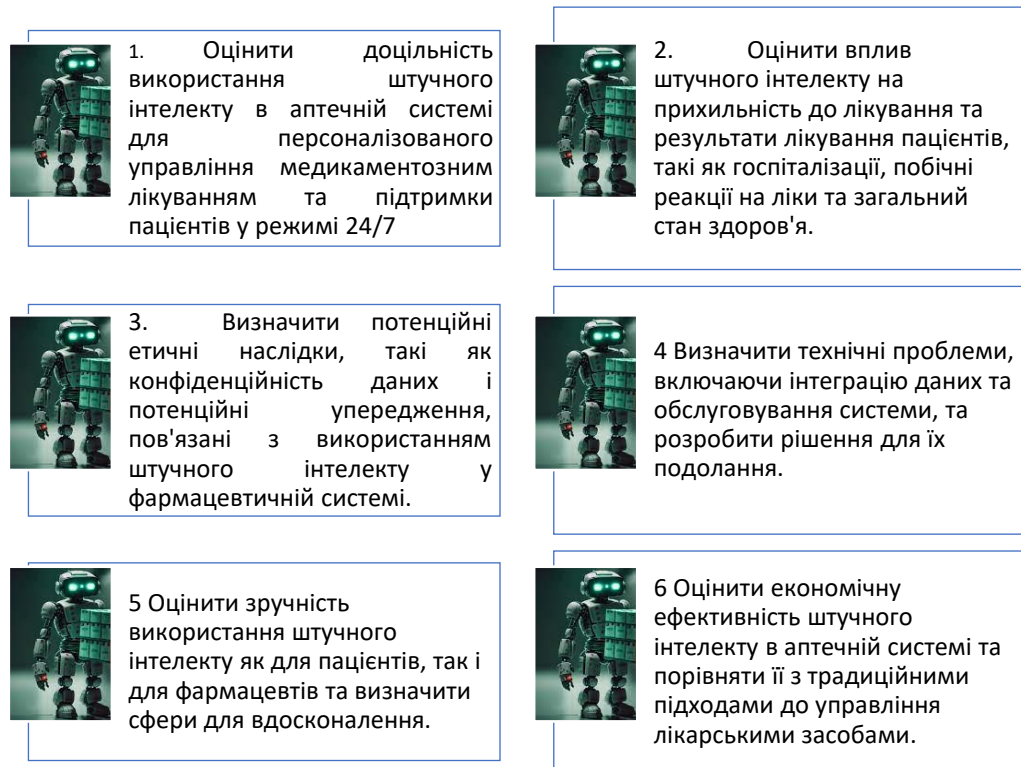 1. Оцінити доцільність
використання штучного
інтелекту в аптечній системі
для персоналізованого
управління медикаментозним
лікуванням та підтримки
пацієнтів у режимі 24/7
2. Оцінити вплив
штучного інтелекту на
прихильність до лікування та
результати лікування пацієнтів,
такі як госпіталізації, побічні
реакції на ліки та загальний
стан здоров'я.
3. Визначити потенційні
етичні наслідки, такі як
конфіденційність даних і
потенційні упередження,
пов'язані з використанням
штучного інтелекту у
фармацевтичній системі.
4 Визначити технічні проблеми,
включаючи інтеграцію даних та
обслуговування системи, та
розробити рішення для їх
подолання.
5 Оцінити зручність
використання штучного
інтелекту як для пацієнтів, так і
для фармацевтів та визначити
сфери для вдосконалення.
6 Оцінити економічну
ефективність штучного
інтелекту в аптечній системі та
порівняти її з традиційними
підходами до управління
лікарськими засобами.